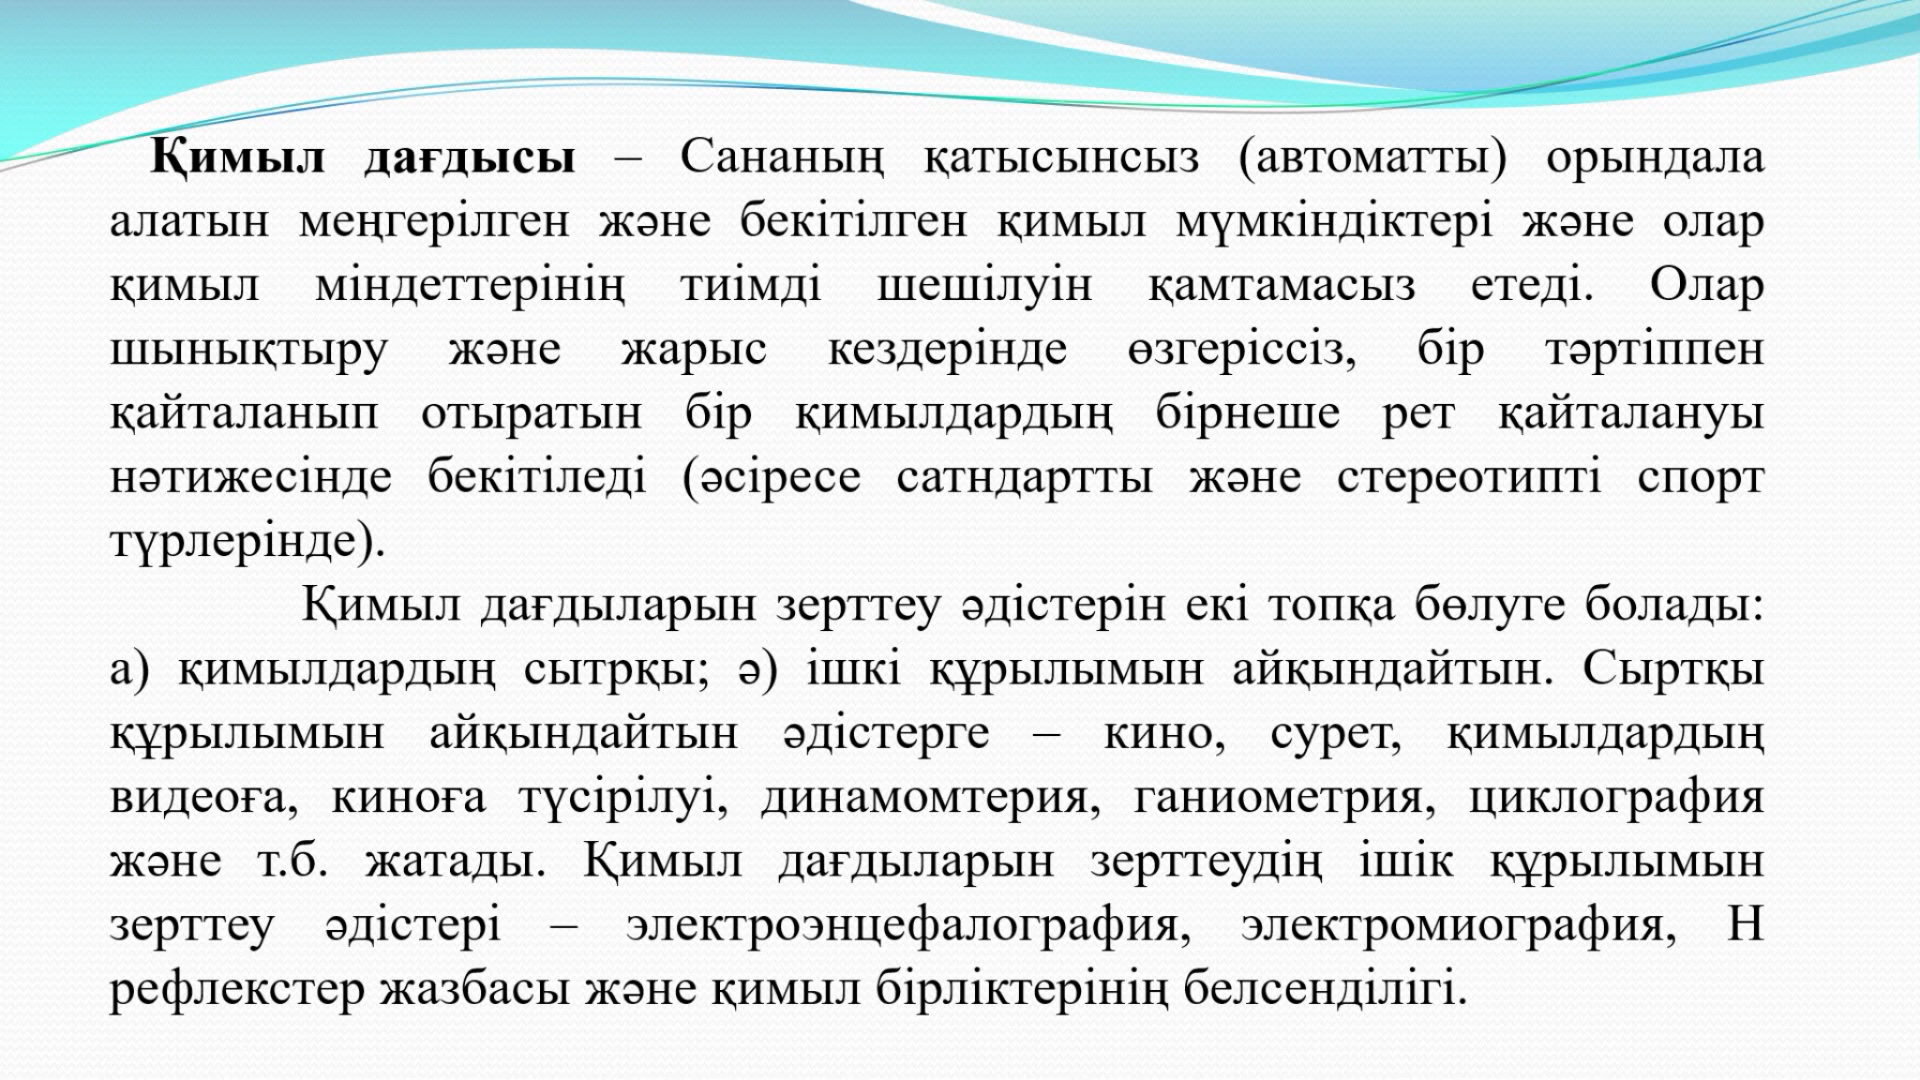 Қимыл дағдысы – Сананың қатысынсыз (автоматты) орындала
алатын меңгерілген және бекітілген қимыл мүмкіндіктері және олар
қимыл міндеттерінің тиімді шешілуін қамтамасыз етеді. Олар
шынықтыру және жарыс кездерінде өзгеріссіз, бір тәртіппен
қайталанып отыратын бір қимылдардың бірнеше рет қайталануы
нәтижесінде бекітіледі (әсіресе сатндартты және стереотипті спорт
түрлерінде).
Қимыл дағдыларын зерттеу әдістерін екі топқа бөлуге болады:
а) қимылдардың сытрқы; ә) ішкі құрылымын айқындайтын. Сыртқы
құрылымын айқындайтын әдістерге – кино, сурет, қимылдардың
видеоға, киноға түсірілуі, динамомтерия, ганиометрия, циклография
және т.б. жатады. Қимыл дағдыларын зерттеудің ішік құрылымын
зерттеу әдістері – электроэнцефалография, электромиография, Н
рефлекстер жазбасы және қимыл бірліктерінің белсенділігі.